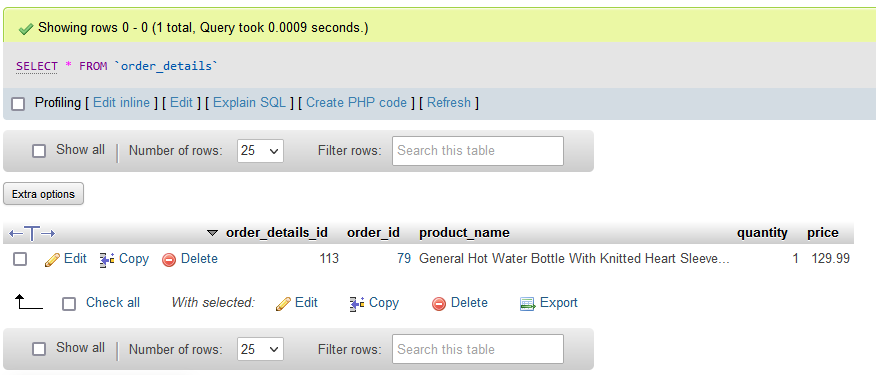 Showing rows 0 - 0 (1 total, Query took 0.0009 seconds.)
SELECT * FROM `order_details`
Profiling [ Edit inline ] [ Edit ] [ Explain SQL ] [ Create PHP code ] [ Refresh ]
Show all Number of rows: 25 Filter rows: Search this table
Extra options
order_details_id order_id product_name quantity price
Edit Copy Delete 113 79 General Hot Water Bottle With Knitted Heart Sleeve... 1 129.99
Check all With selected: Edit Copy Delete Export
Show all Number of rows: 25 Filter rows: Search this table